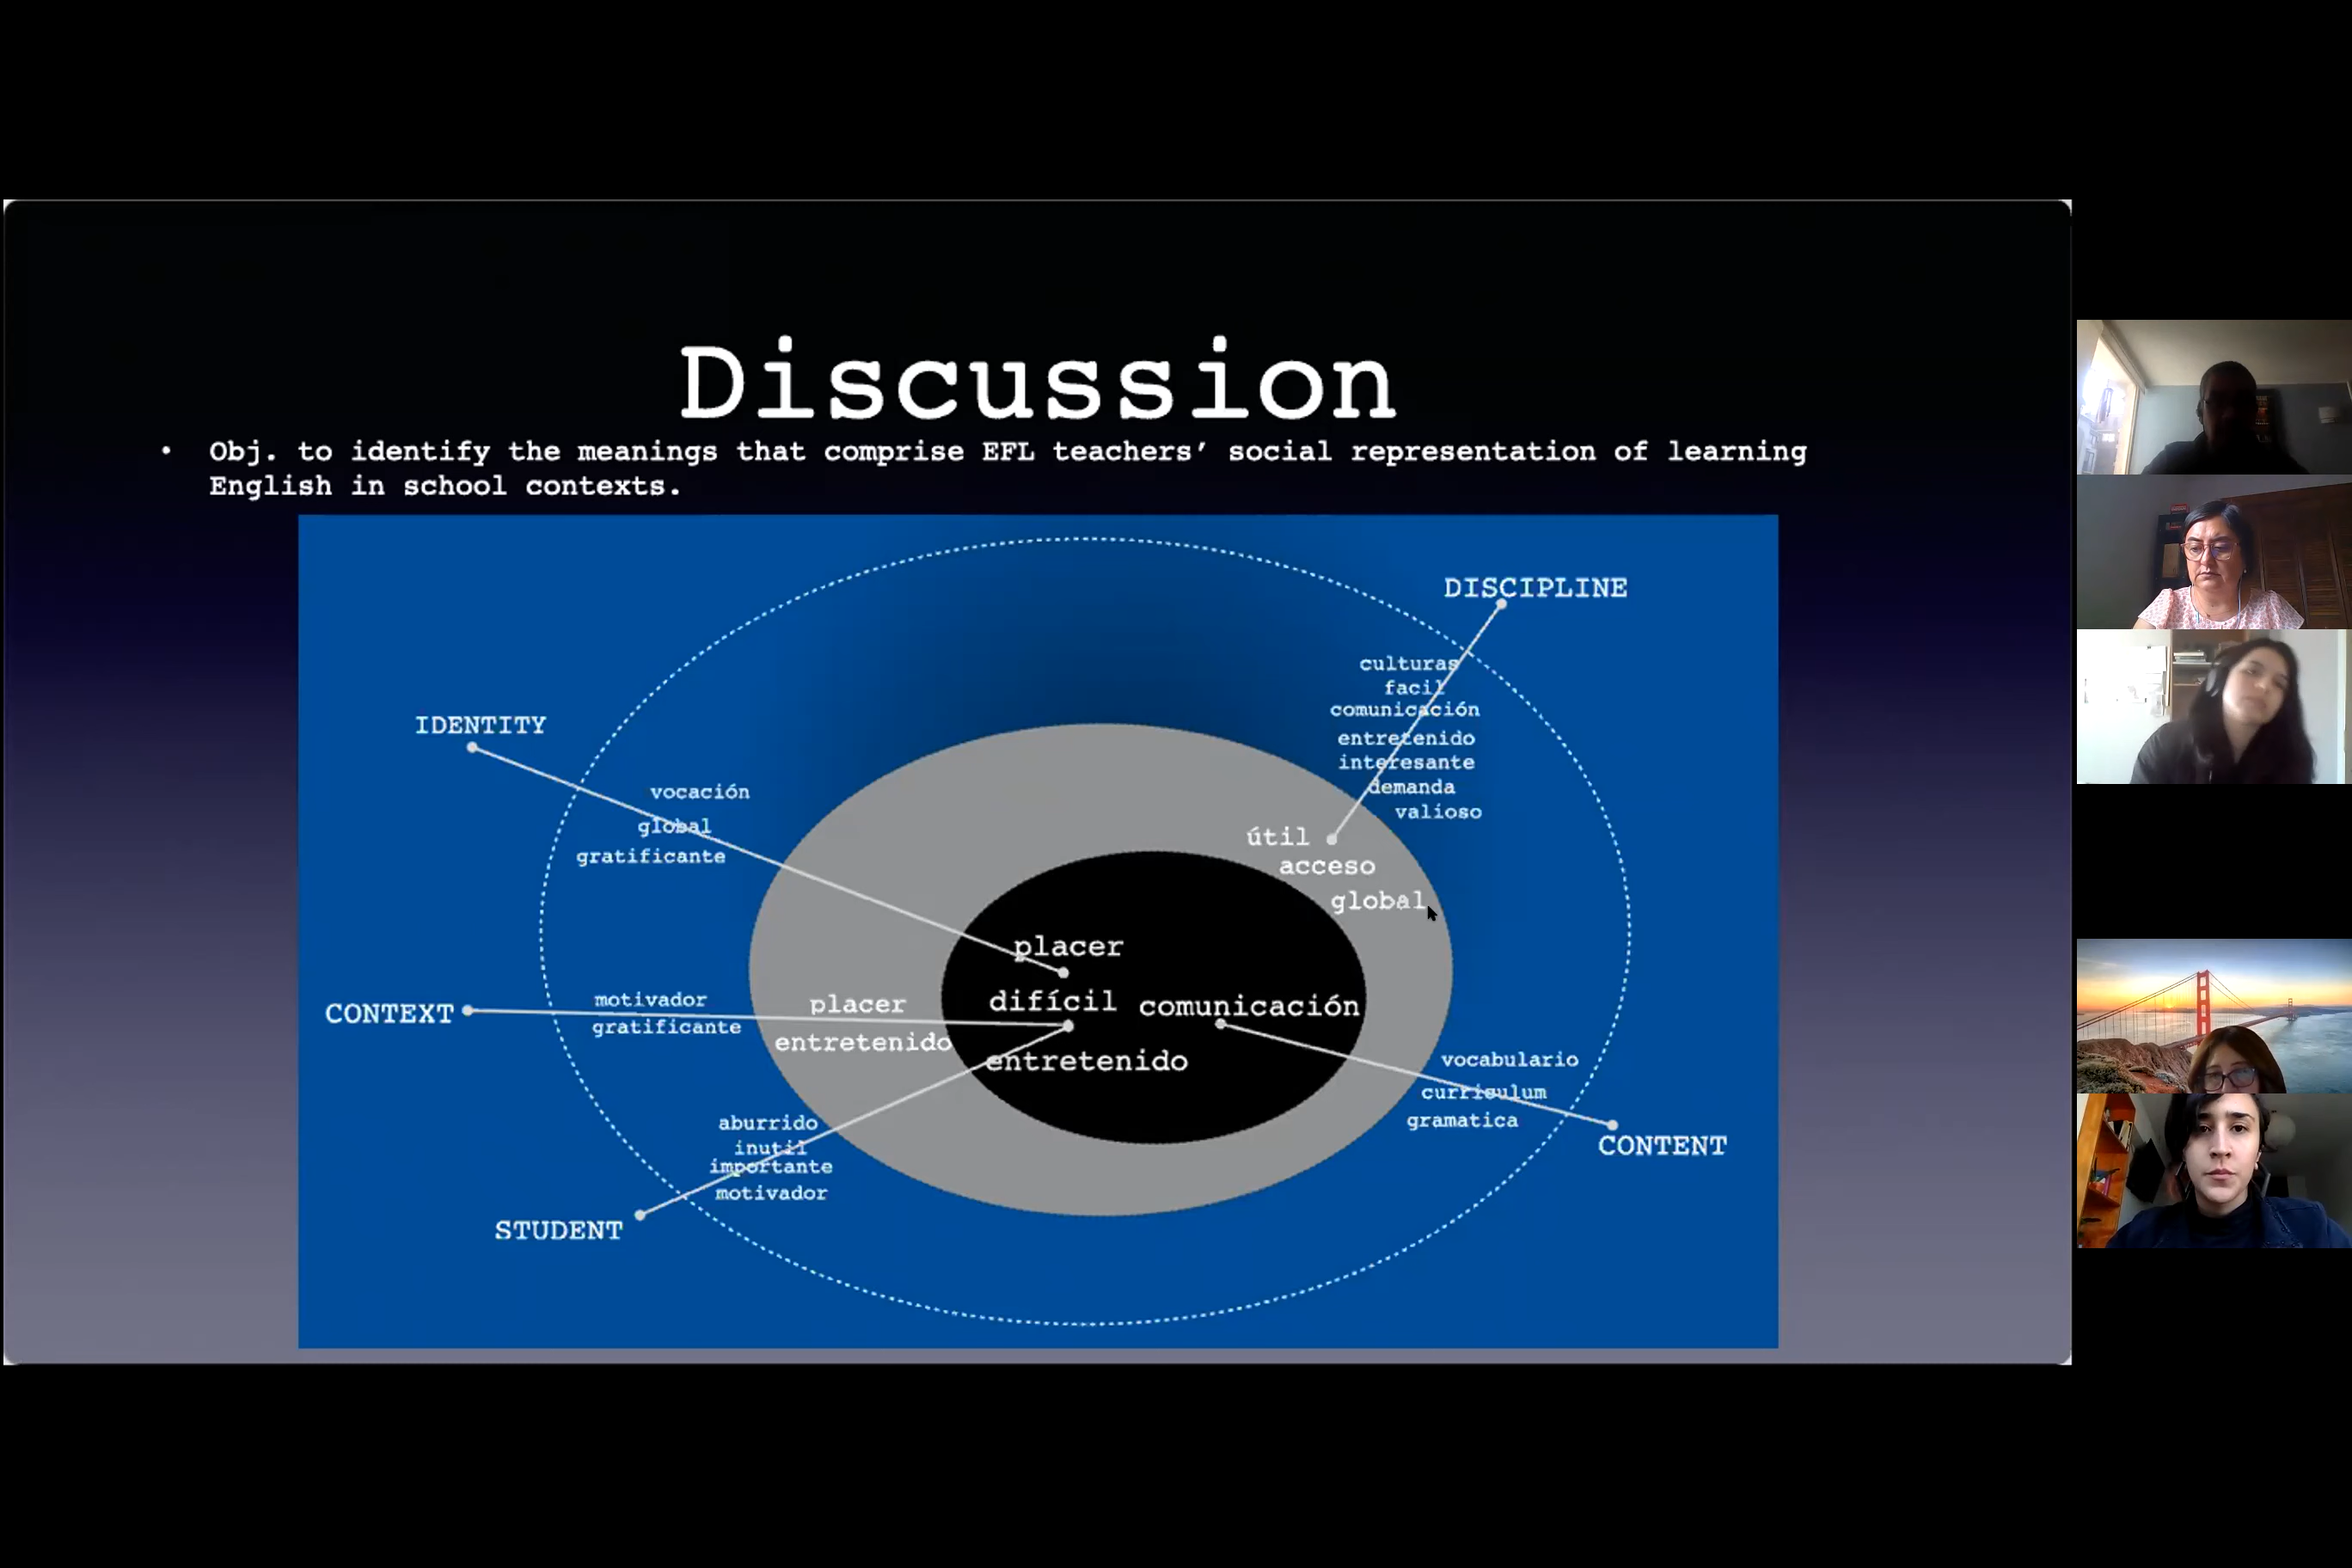 Discussion
• Obj. to identify the meanings that comprise EFL teachers’ social representation of learning
English in school contexts.
DISCIPLINE
culturas
facil
comunicación
entretenido
interesante
demanda
valioso
útil
acceso
global
IDENTITY
vocación
global
gratificante
placer
difícil
comunicación
entretenido
CONTEXT
motivador
gratificante
placer
entretenido
aburrido
inutil
importante
motivador
STUDENT
vocabulario
curriculum
gramatica
CONTENT